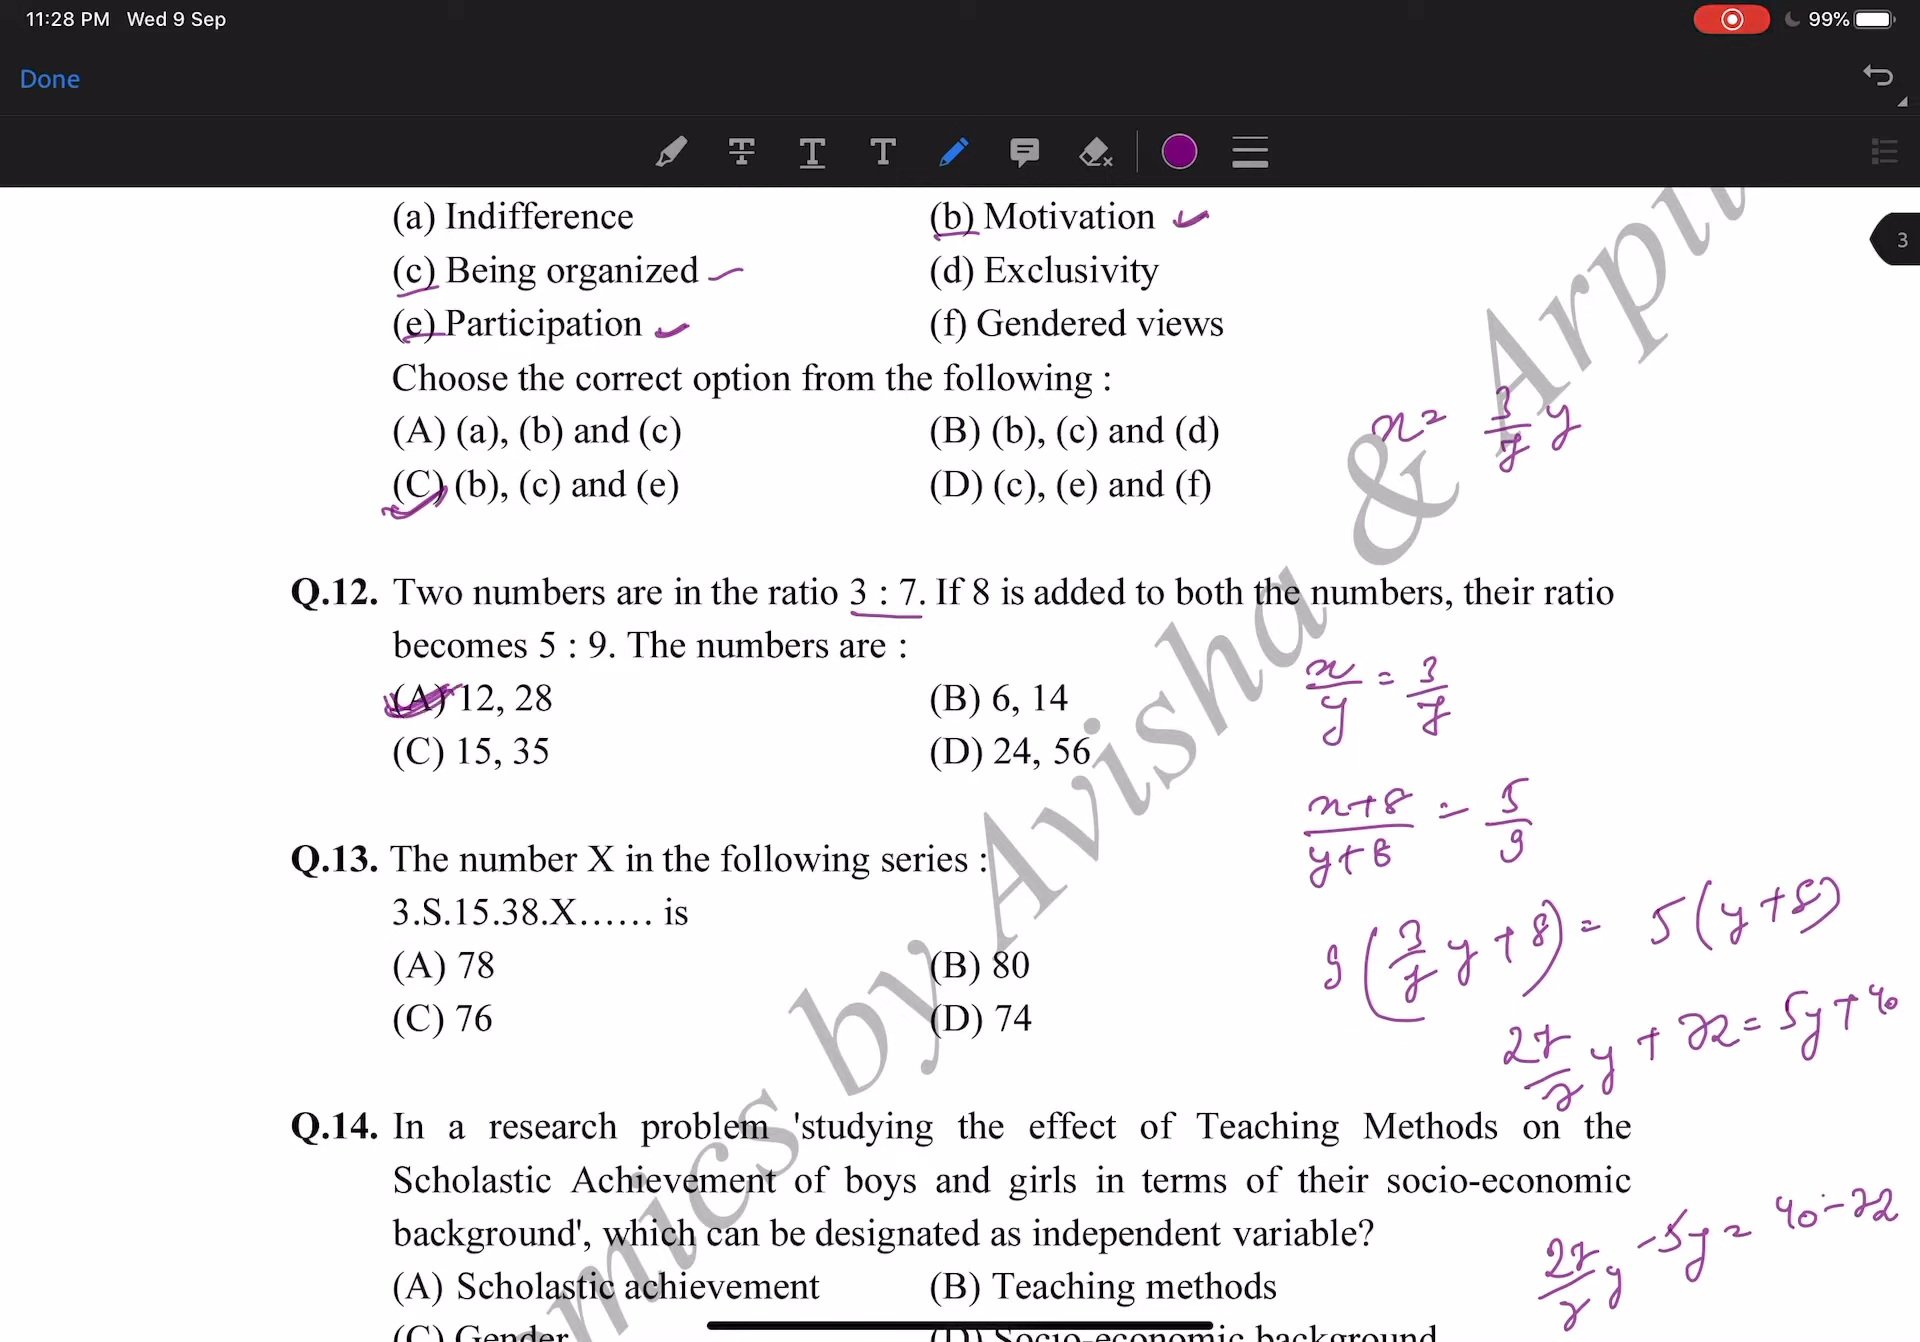 11:28 PM Wed 9 Sep
99%
Done
T T T
3
(a) Indifference (b) Motivation
(c) Being organized (d) Exclusivity
(e) Participation (f) Gendered views
Choose the correct option from the following :
(A) (a), (b) and (c) (B) (b), (c) and (d)
(C) (b), (c) and (e) (D) (c), (e) and (f)
x = 3/7 y
Q.12. Two numbers are in the ratio 3 : 7. If 8 is added to both the numbers, their ratio
becomes 5 : 9. The numbers are :
(A) 12, 28 (B) 6, 14
(C) 15, 35 (D) 24, 56
x/y = 3/7
x+8/y+8 = 5/9
Q.13. The number X in the following series :
3.S.15.38.X...... is
(A) 78 (B) 80
(C) 76 (D) 74
9(3/7 y + 8) = 5(y+8)
27/7 y + 72 = 5y + 40
Q.14. In a research problem 'studying the effect of Teaching Methods on the
Scholastic Achievement of boys and girls in terms of their socio-economic
background', which can be designated as independent variable?
(A) Scholastic achievement (B) Teaching methods
(C) Gender (D) Socio-economic background
27/7 y - 5y = 40 - 72
omics by Avisha & Arpit